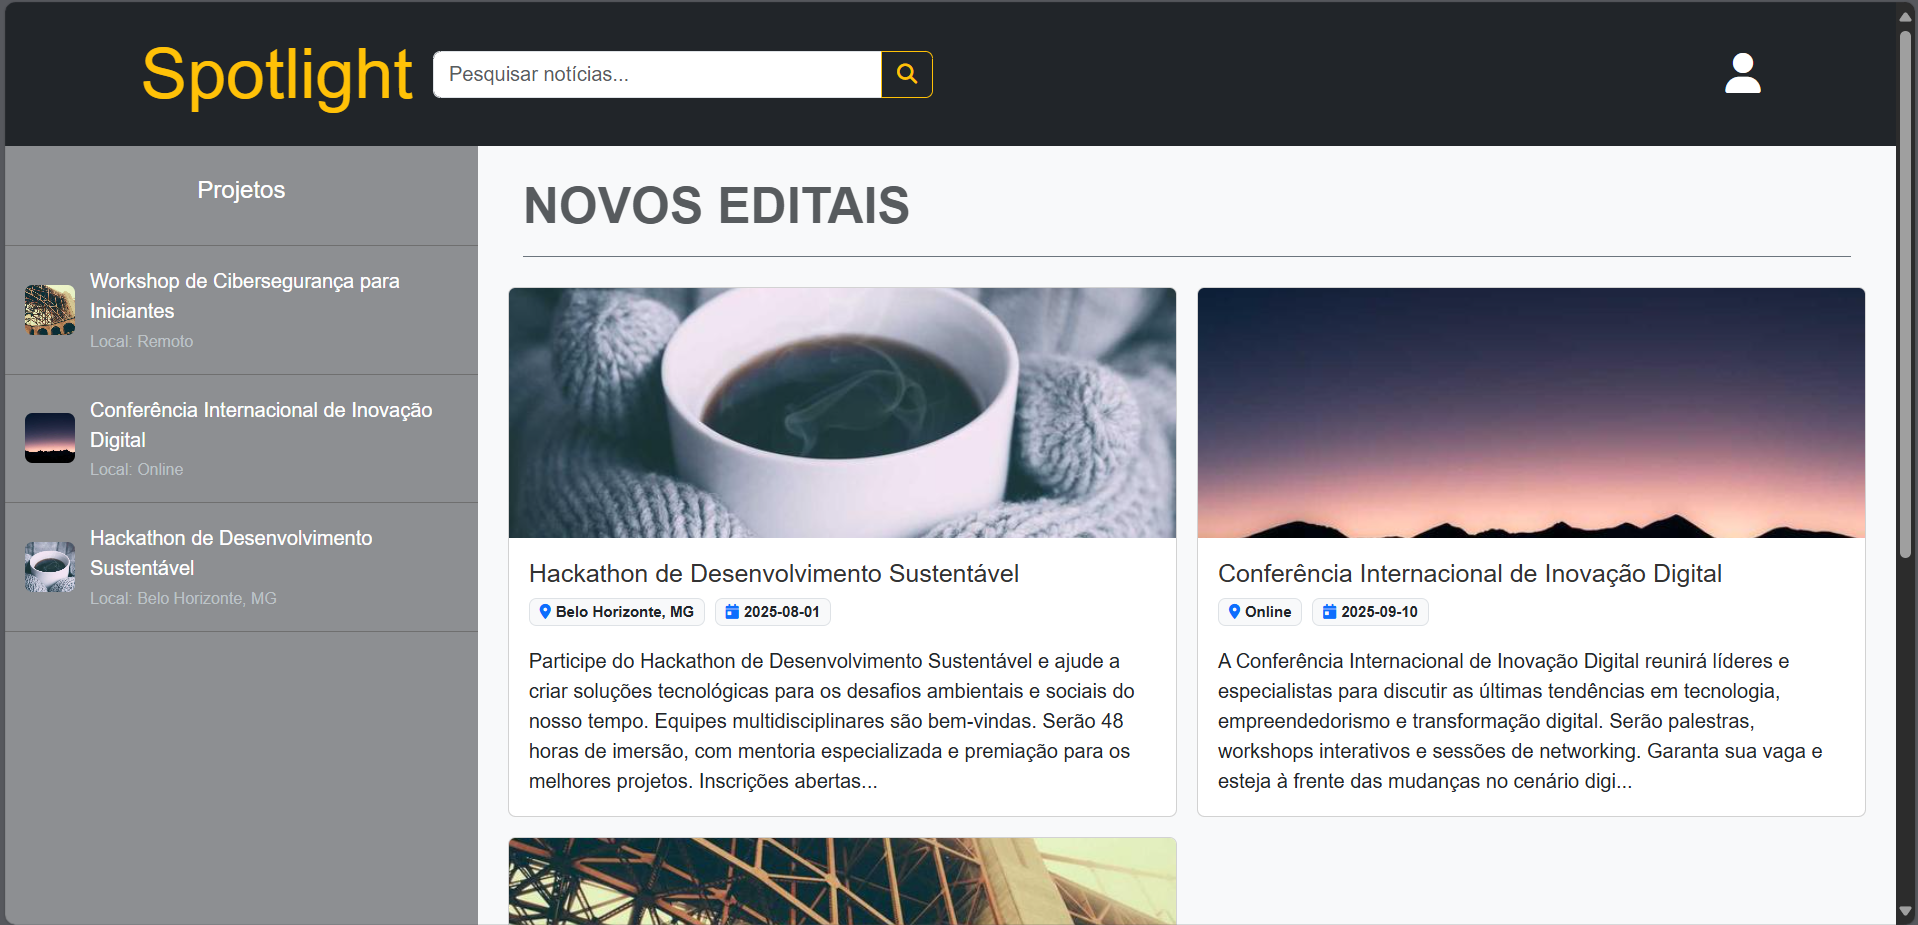 Spotlight
Pesquisar notícias...
Projetos
Workshop de Cibersegurança para
Iniciantes
Local: Remoto
Conferência Internacional de Inovação
Digital
Local: Online
Hackathon de Desenvolvimento
Sustentável
Local: Belo Horizonte, MG
NOVOS EDITAIS
Hackathon de Desenvolvimento Sustentável
Belo Horizonte, MG 2025-08-01
Participe do Hackathon de Desenvolvimento Sustentável e ajude a
criar soluções tecnológicas para os desafios ambientais e sociais do
nosso tempo. Equipes multidisciplinares são bem-vindas. Serão 48
horas de imersão, com mentoria especializada e premiação para os
melhores projetos. Inscrições abertas...
Conferência Internacional de Inovação Digital
Online 2025-09-10
A Conferência Internacional de Inovação Digital reunirá líderes e
especialistas para discutir as últimas tendências em tecnologia,
empreendedorismo e transformação digital. Serão palestras,
workshops interativos e sessões de networking. Garanta sua vaga e
esteja à frente das mudanças no cenário digi...